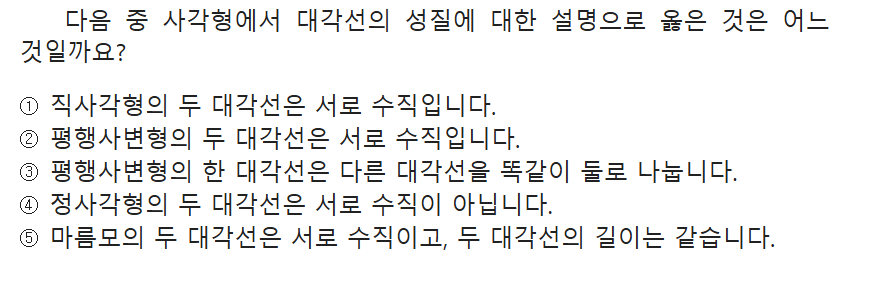 다음 중 사각형에서 대각선의 성질에 대한 설명으로 옳은 것은 어느
것일까요?
① 직사각형의 두 대각선은 서로 수직입니다.
② 평행사변형의 두 대각선은 서로 수직입니다.
③ 평행사변형의 한 대각선은 다른 대각선을 똑같이 둘로 나눕니다.
④ 정사각형의 두 대각선은 서로 수직이 아닙니다.
⑤ 마름모의 두 대각선은 서로 수직이고, 두 대각선의 길이는 같습니다.